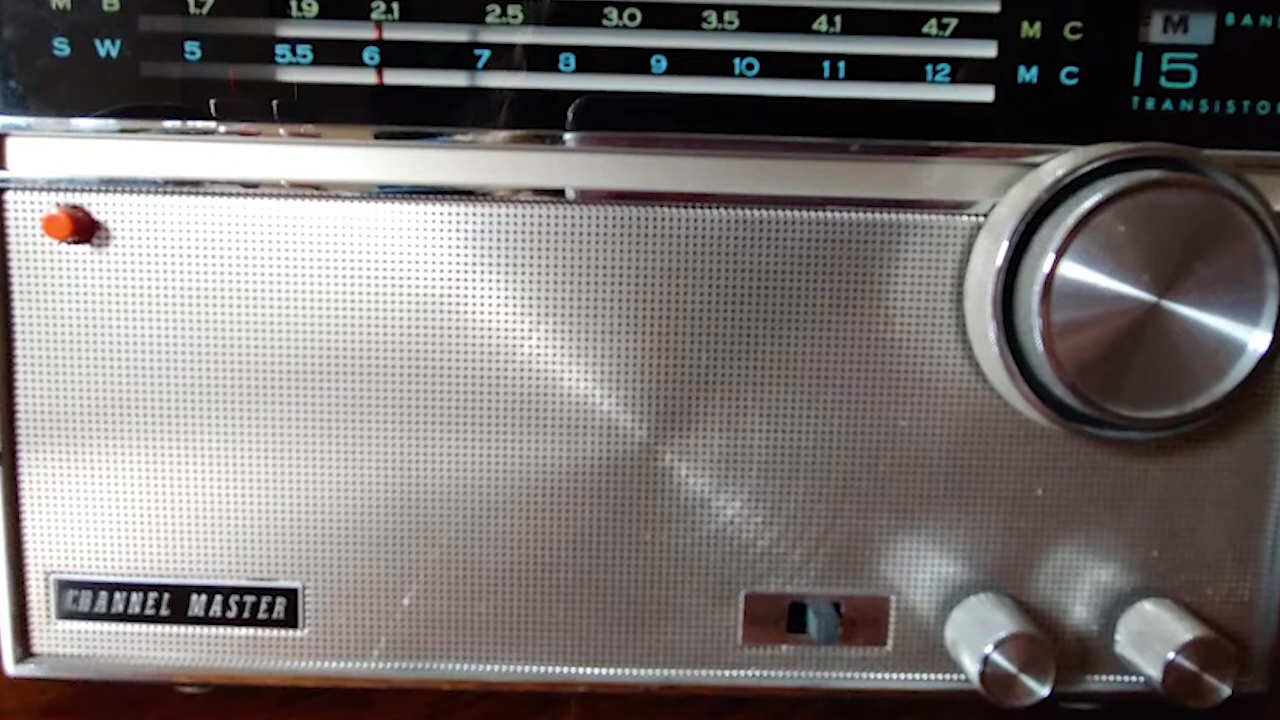 M B 1.7 1.9 2.1 2.5 3.0 3.5 4.1 4.7 M C
M BAN
S W 5 5.5 6 7 8 9 10 11 12 M C
15
TRANSISTOR
CHANNEL MASTER